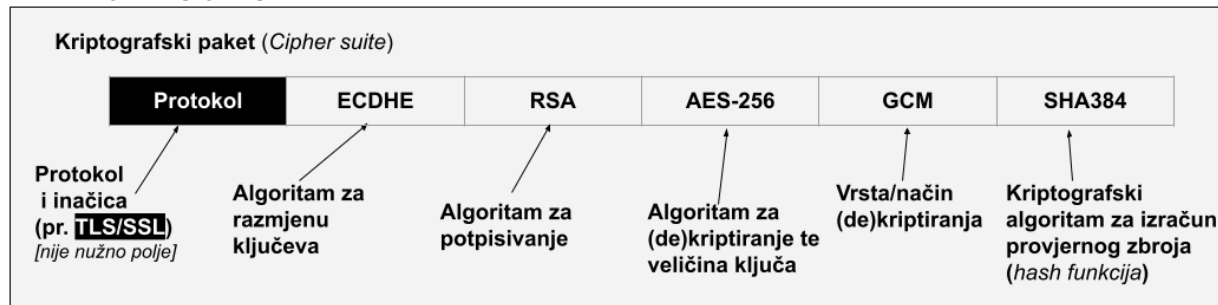 Kriptografski paket (Cipher suite)
Protokol ECDHE RSA AES-256 GCM SHA384
Protokol
i inačica
(pr. TLS/SSL)
[nije nužno polje]
Algoritam za
razmjenu
ključeva
Algoritam za
potpisivanje
Algoritam za
(de)kriptiranje te
veličina ključa
Vrsta/način
(de)kriptiranja
Kriptografski
algoritam za izračun
provjernog zbroja
(hash funkcija)